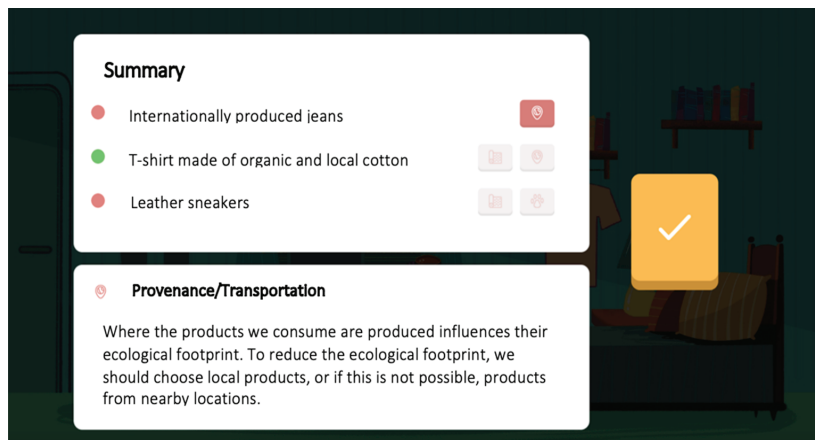 Summary
Internationally produced jeans
T-shirt made of organic and local cotton
Leather sneakers
Provenance/Transportation
Where the products we consume are produced influences their
ecological footprint. To reduce the ecological footprint, we
should choose local products, or if this is not possible, products
from nearby locations.